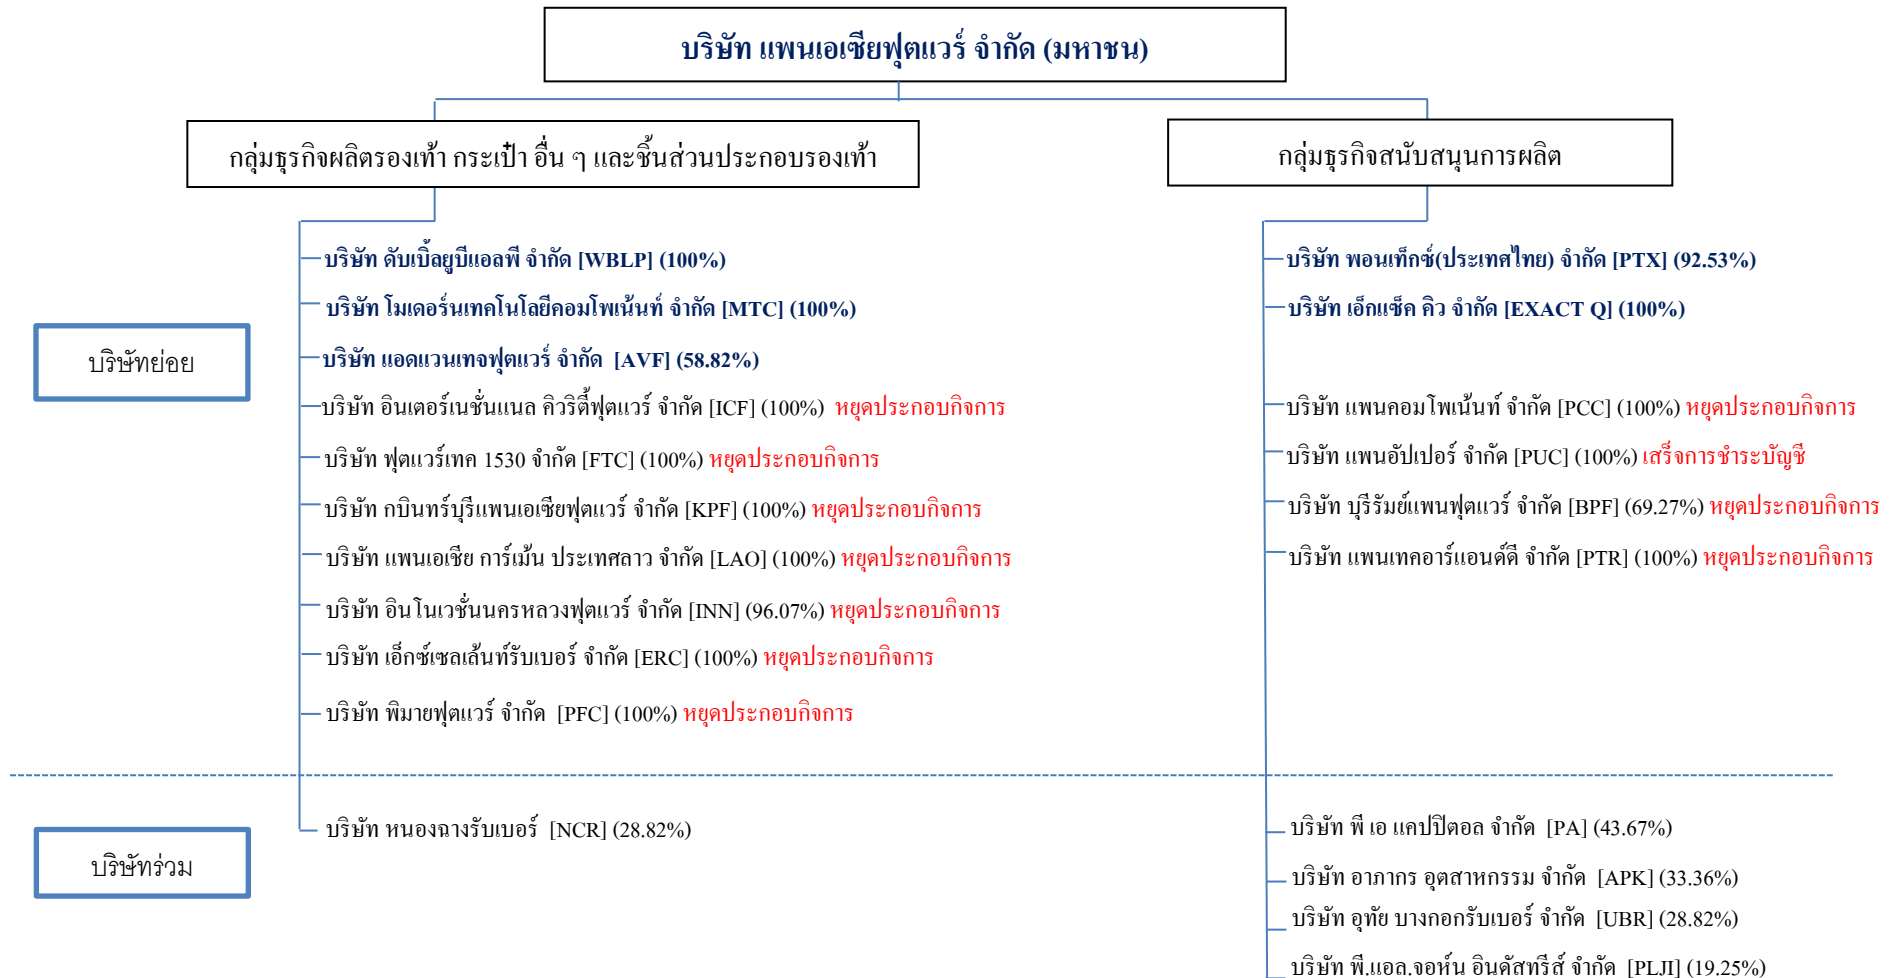 บริษัท แพนเอเซียฟุตแวร์ จำกัด (มหาชน)
กลุ่มธุรกิจผลิตรองเท้า กระเป๋า อื่น ๆ และชิ้นส่วนประกอบรองเท้า
กลุ่มธุรกิจสนับสนุนการผลิต
บริษัทย่อย
บริษัท ดับเบิ้ลยูบีแอลพี จำกัด [WBLP] (100%)
บริษัท โมเดอร์นเทคโนโลยีคอมโพเน้นท์ จำกัด [MTC] (100%)
บริษัท แอดแวนเทจฟุตแวร์ จำกัด [AVF] (58.82%)
บริษัท อินเตอร์เนชั่นแนล คิวริตี้ฟุตแวร์ จำกัด [ICF] (100%) หยุดประกอบกิจการ
บริษัท ฟุตแวร์เทค 1530 จำกัด [FTC] (100%) หยุดประกอบกิจการ
บริษัท กบินทร์บุรีแพนเอเซียฟุตแวร์ จำกัด [KPF] (100%) หยุดประกอบกิจการ
บริษัท แพนเอเชีย การ์เม้น ประเทศลาว จำกัด [LAO] (100%) หยุดประกอบกิจการ
บริษัท อินโนเวชั่นนครหลวงฟุตแวร์ จำกัด [INN] (96.07%) หยุดประกอบกิจการ
บริษัท เอ็กซ์เซลเล้นท์รับเบอร์ จำกัด [ERC] (100%) หยุดประกอบกิจการ
บริษัท พิมายฟุตแวร์ จำกัด [PFC] (100%) หยุดประกอบกิจการ
บริษัท พอนเท็กซ์(ประเทศไทย) จำกัด [PTX] (92.53%)
บริษัท เอ็กแซ็ค คิว จำกัด [EXACT Q] (100%)
บริษัท แพนคอมโพเน้นท์ จำกัด [PCC] (100%) หยุดประกอบกิจการ
บริษัท แพนอัปเปอร์ จำกัด [PUC] (100%) เสร็จการชำระบัญชี
บริษัท บุรีรัมย์แพนฟุตแวร์ จำกัด [BPF] (69.27%) หยุดประกอบกิจการ
บริษัท แพนเทคอาร์แอนด์ดี จำกัด [PTR] (100%) หยุดประกอบกิจการ
บริษัทร่วม
บริษัท หนองฉางรับเบอร์ [NCR] (28.82%)
บริษัท พี เอ แคปปิตอล จำกัด [PA] (43.67%)
บริษัท อาภากร อุตสาหกรรม จำกัด [APK] (33.36%)
บริษัท อุทัย บางกอกรับเบอร์ จำกัด [UBR] (28.82%)
บริษัท พี.แอล.จอห์น อินดัสทรีส์ จำกัด [PLJI] (19.25%)